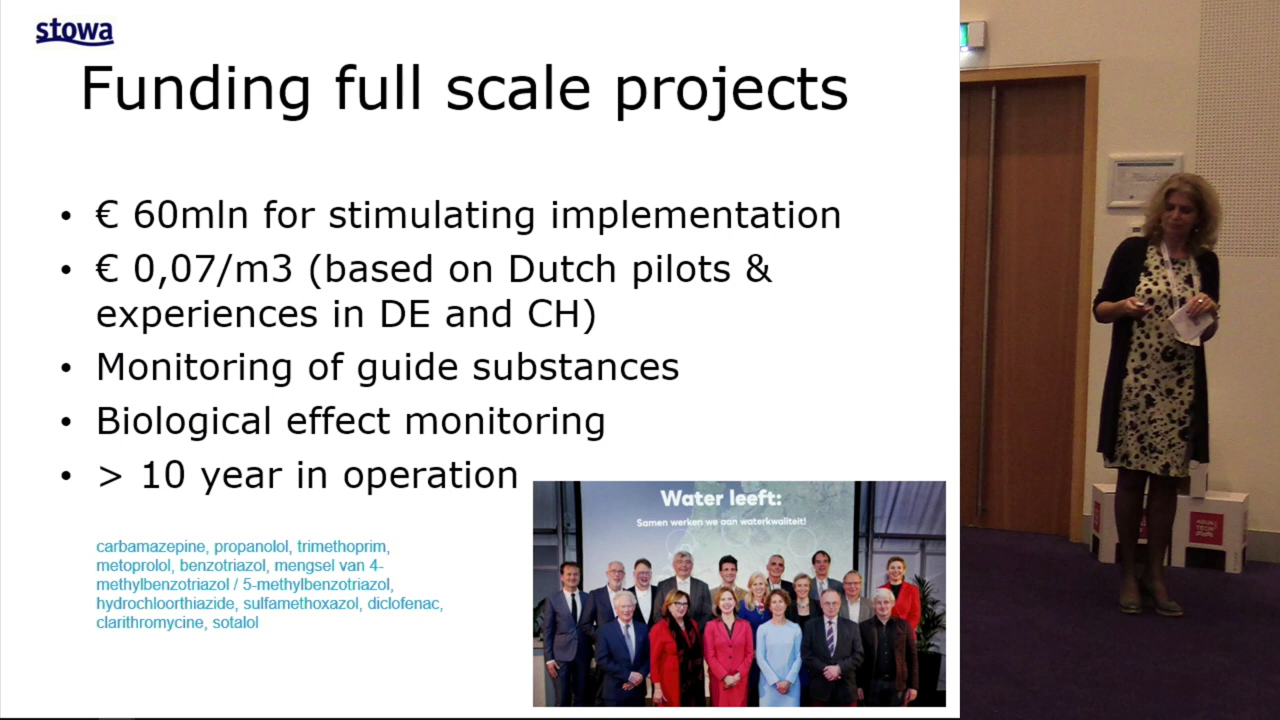 stowa
Funding full scale projects
• € 60mln for stimulating implementation
• € 0,07/m3 (based on Dutch pilots &
experiences in DE and CH)
• Monitoring of guide substances
• Biological effect monitoring
• > 10 year in operation
carbamazepine, propanolol, trimethoprim,
metoprolol, benzotriazol, mengsel van 4-
methylbenzotriazol / 5-methylbenzotriazol,
hydrochloorthiazide, sulfamethoxazol, diclofenac,
clarithromycine, sotalol
Water leeft:
Samen werken we aan waterkwaliteit!
AQUA
TECH